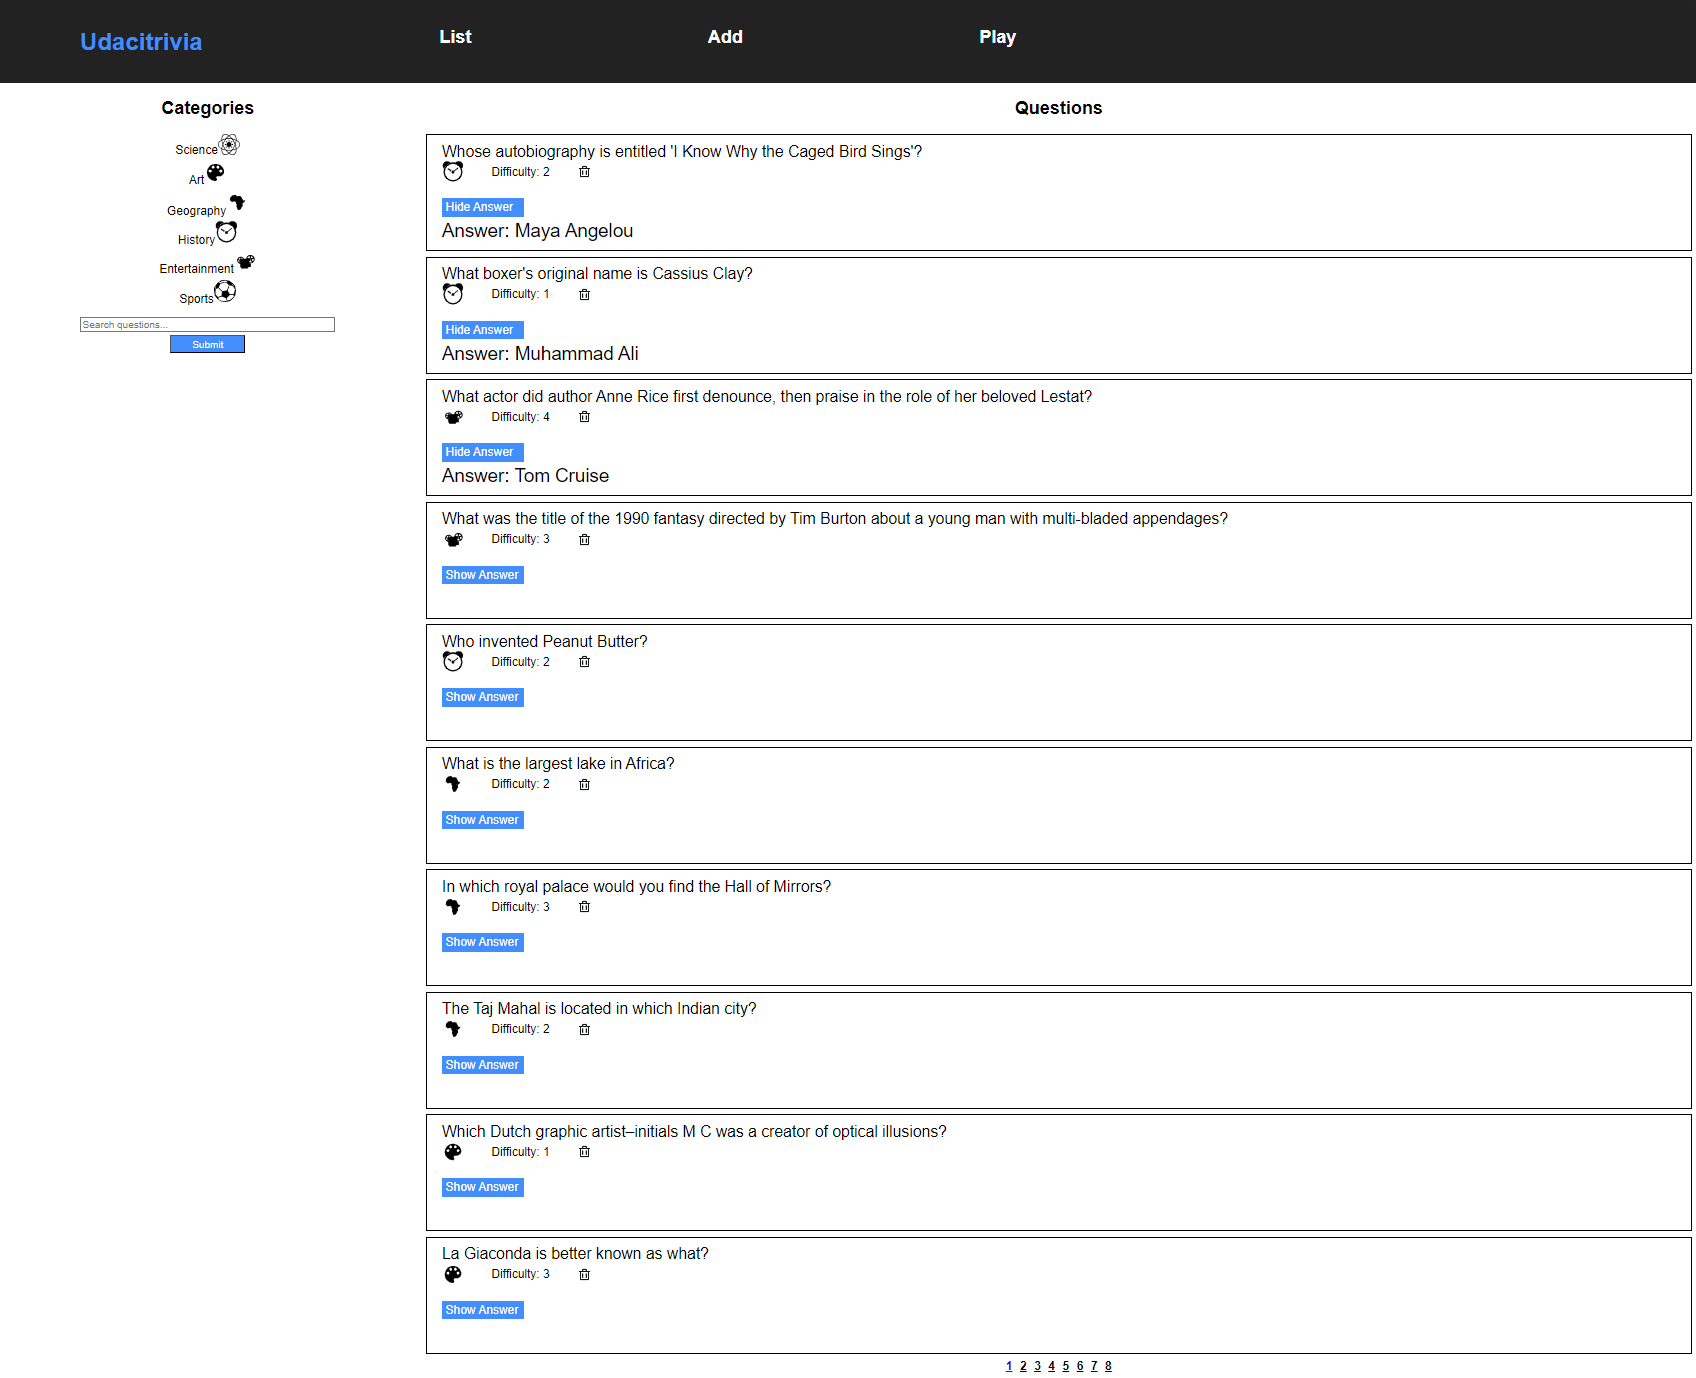 Udacitrivia
List
Add
Play
Categories
Science
Art
Geography
History
Entertainment
Sports
Search questions...
Submit
Questions
Whose autobiography is entitled 'I Know Why the Caged Bird Sings'?
Difficulty: 2
Hide Answer
Answer: Maya Angelou
What boxer's original name is Cassius Clay?
Difficulty: 1
Hide Answer
Answer: Muhammad Ali
What actor did author Anne Rice first denounce, then praise in the role of her beloved Lestat?
Difficulty: 4
Hide Answer
Answer: Tom Cruise
What was the title of the 1990 fantasy directed by Tim Burton about a young man with multi-bladed appendages?
Difficulty: 3
Show Answer
Who invented Peanut Butter?
Difficulty: 2
Show Answer
What is the largest lake in Africa?
Difficulty: 2
Show Answer
In which royal palace would you find the Hall of Mirrors?
Difficulty: 3
Show Answer
The Taj Mahal is located in which Indian city?
Difficulty: 2
Show Answer
Which Dutch graphic artist–initials M C was a creator of optical illusions?
Difficulty: 1
Show Answer
La Giaconda is better known as what?
Difficulty: 3
Show Answer
1 2 3 4 5 6 7 8